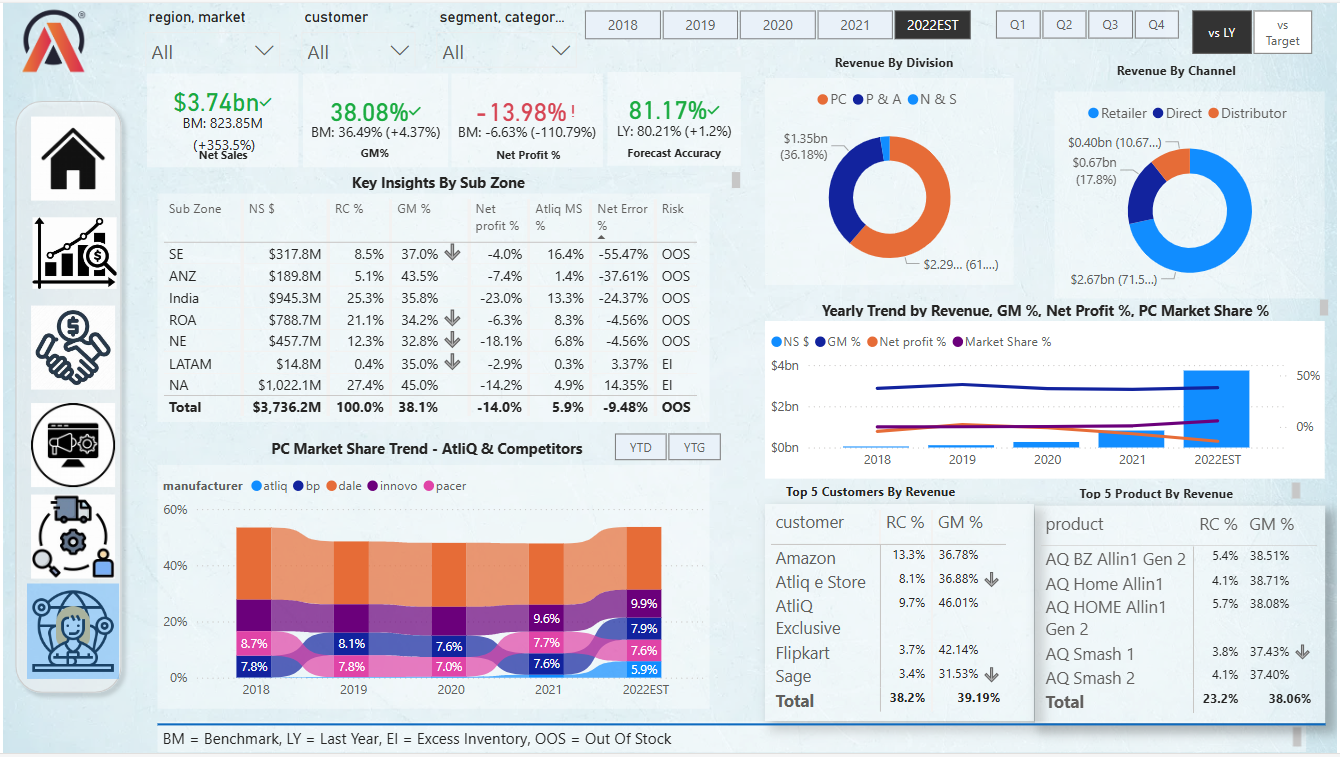 region, market
customer
segment, categor...
All
All
All
2018 2019 2020 2021 2022EST
Q1 Q2 Q3 Q4
vs LY
vs
Target
$3.74bn
BM: 823.85M
(+353.5%)
Net Sales
38.08%
BM: 36.49% (+4.37%)
GM%
-13.98% !
BM: -6.63% (-110.79%)
Net Profit %
81.17%
LY: 80.21% (+1.2%)
Forecast Accuracy
Revenue By Division
PC P & A N & S
$1.35bn
(36.18%)
$2.29... (61....)
Revenue By Channel
Retailer Direct Distributor
$0.40bn (10.67...)
$0.67bn
(17.8%)
$2.67bn (71.5...)
Key Insights By Sub Zone
Sub Zone NS $ RC % GM % Net profit % Atliq MS % Net Error % Risk
SE $317.8M 8.5% 37.0% -4.0% 16.4% -55.47% OOS
ANZ $189.8M 5.1% 43.5% -7.4% 1.4% -37.61% OOS
India $945.3M 25.3% 35.8% -23.0% 13.3% -24.37% OOS
ROA $788.7M 21.1% 34.2% -6.3% 8.3% -4.56% OOS
NE $457.7M 12.3% 32.8% -18.1% 6.8% -4.56% OOS
LATAM $14.8M 0.4% 35.0% -2.9% 0.3% 3.37% EI
NA $1,022.1M 27.4% 45.0% -14.2% 4.9% 14.35% EI
Total $3,736.2M 100.0% 38.1% -14.0% 5.9% -9.48% OOS
Yearly Trend by Revenue, GM %, Net Profit %, PC Market Share %
NS $ GM % Net profit % Market Share %
$4bn
$2bn
$0bn
50%
0%
2018 2019 2020 2021 2022EST
PC Market Share Trend - AtliQ & Competitors
YTD YTG
manufacturer atliq bp dale innovo pacer
60%
40%
20%
0%
8.7%
7.8%
8.1%
7.8%
7.6%
7.0%
9.6%
7.7%
7.6%
9.9%
7.9%
7.6%
5.9%
2018 2019 2020 2021 2022EST
Top 5 Customers By Revenue
customer RC % GM %
Amazon 13.3% 36.78%
Atliq e Store 8.1% 36.88%
AtliQ 9.7% 46.01%
Exclusive
Flipkart 3.7% 42.14%
Sage 3.4% 31.53%
Total 38.2% 39.19%
Top 5 Product By Revenue
product RC % GM %
AQ BZ Allin1 Gen 2 5.4% 38.51%
AQ Home Allin1 4.1% 38.71%
AQ HOME Allin1 5.7% 38.08%
Gen 2
AQ Smash 1 3.8% 37.43%
AQ Smash 2 4.1% 37.40%
Total 23.2% 38.06%
BM = Benchmark, LY = Last Year, EI = Excess Inventory, OOS = Out Of Stock